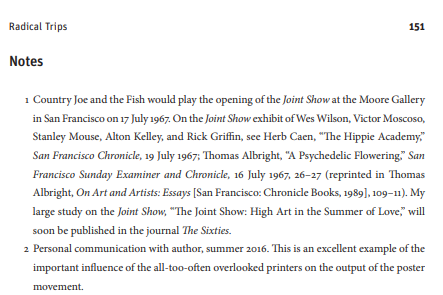 Radical Trips 151
Notes
1 Country Joe and the Fish would play the opening of the Joint Show at the Moore Gallery
in San Francisco on 17 July 1967. On the Joint Show exhibit of Wes Wilson, Victor Moscoso,
Stanley Mouse, Alton Kelley, and Rick Griffin, see Herb Caen, “The Hippie Academy,”
San Francisco Chronicle, 19 July 1967; Thomas Albright, “A Psychedelic Flowering,” San
Francisco Sunday Examiner and Chronicle, 16 July 1967, 26–27 (reprinted in Thomas
Albright, On Art and Artists: Essays [San Francisco: Chronicle Books, 1989], 109–11). My
large study on the Joint Show, “The Joint Show: High Art in the Summer of Love,” will
soon be published in the journal The Sixties.
2 Personal communication with author, summer 2016. This is an excellent example of the
important influence of the all-too-often overlooked printers on the output of the poster
movement.